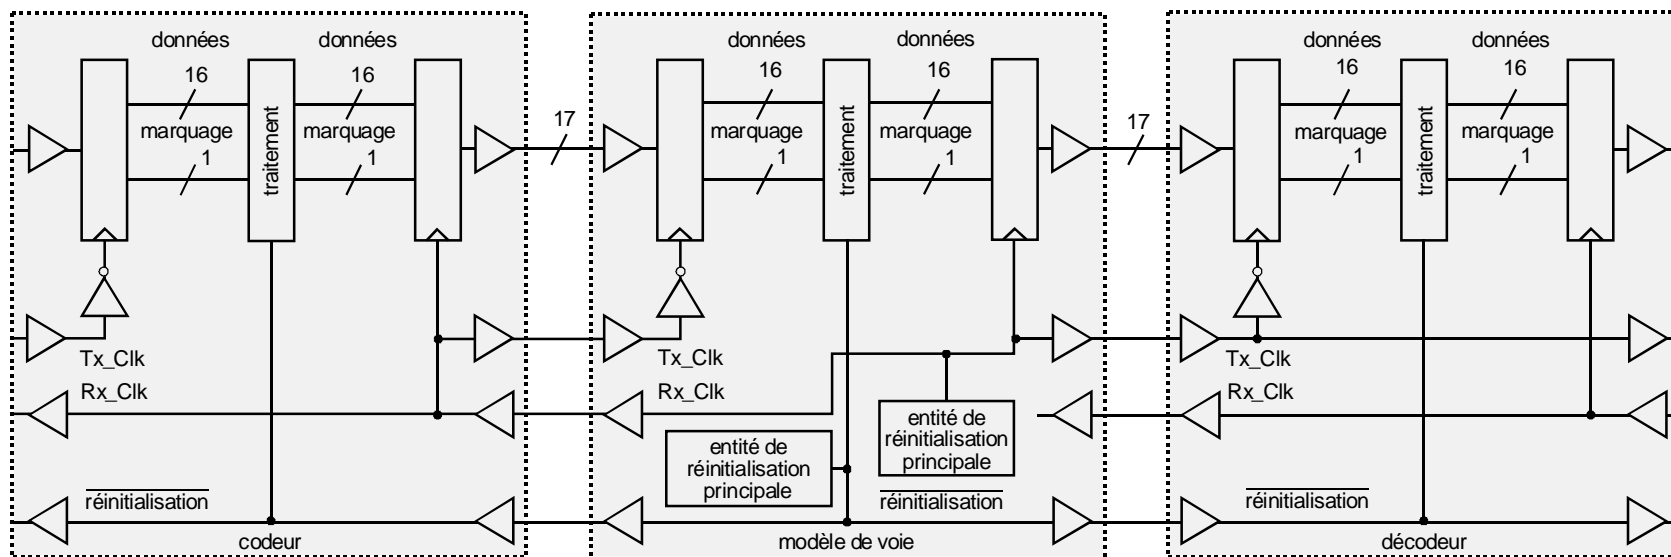 données
données
16
16
marquage
marquage
1
1
traitement
17
Tx_Clk
Rx_Clk
réinitialisation
codeur
données
données
16
16
marquage
marquage
1
1
traitement
17
Tx_Clk
Rx_Clk
entité de
réinitialisation
principale
entité de
réinitialisation
principale
réinitialisation
modèle de voie
données
données
16
16
marquage
marquage
1
1
traitement
Tx_Clk
Rx_Clk
réinitialisation
décodeur